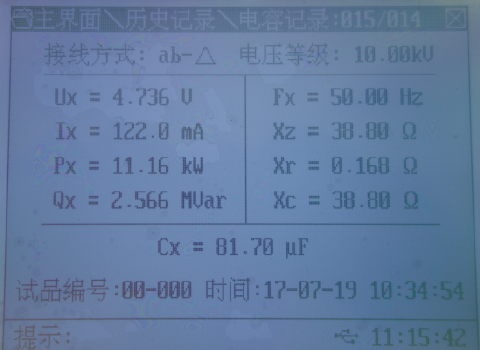 主界面\历史记录\电容记录:015/014
接线方式: ab-△ 电压等级: 10.00kV
Ux = 4.736 V
Fx = 50.00 Hz
Ix = 122.0 mA
Xz = 38.80 Ω
Px = 11.16 kW
Xr = 0.168 Ω
Qx = 2.566 MVar
Xc = 38.80 Ω
Cx = 81.70 μF
试品编号:00-000 时间:17-07-19 10:34:54
提示: 11:15:42